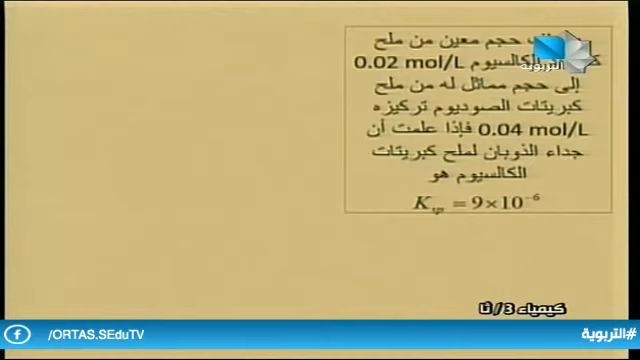 حجم معين من ملح
الكالسيوم 0.02 mol/L
إلى حجم مماثل له من ملح
كبريتات الصوديوم تركيزه
0.04 mol/L فإذا علمت أن
جداء الذوبان لملح كبريتات
الكالسيوم هو
Ksp = 9×10⁻⁶
التربوية
كيمياء 3/ثا
/ORTAS.SEduTV
#التربوية